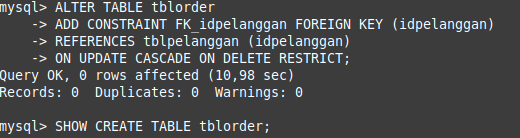 mysql> ALTER TABLE tblorder
    -> ADD CONSTRAINT FK_idpelanggan FOREIGN KEY (idpelanggan)
    -> REFERENCES tblpelanggan (idpelanggan)
    -> ON UPDATE CASCADE ON DELETE RESTRICT;
Query OK, 0 rows affected (10,98 sec)
Records: 0  Duplicates: 0  Warnings: 0
mysql> SHOW CREATE TABLE tblorder;